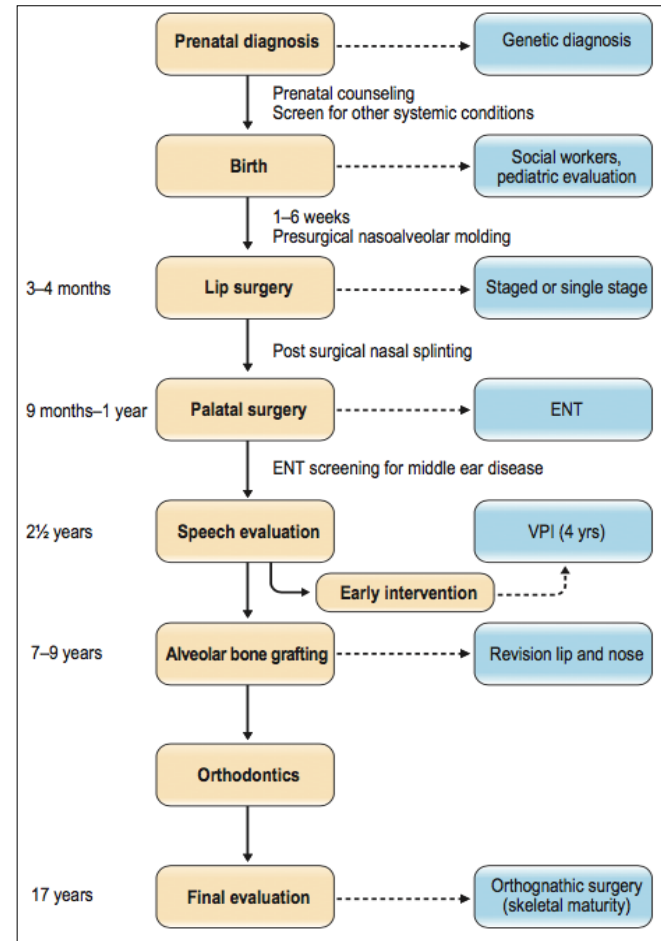 Prenatal diagnosis
Genetic diagnosis
Prenatal counseling
Screen for other systemic conditions
Birth
Social workers,
pediatric evaluation
1–6 weeks
Presurgical nasoalveolar molding
3–4 months
Lip surgery
Staged or single stage
Post surgical nasal splinting
9 months–1 year
Palatal surgery
ENT
ENT screening for middle ear disease
2½ years
Speech evaluation
VPI (4 yrs)
Early intervention
7–9 years
Alveolar bone grafting
Revision lip and nose
Orthodontics
17 years
Final evaluation
Orthognathic surgery
(skeletal maturity)